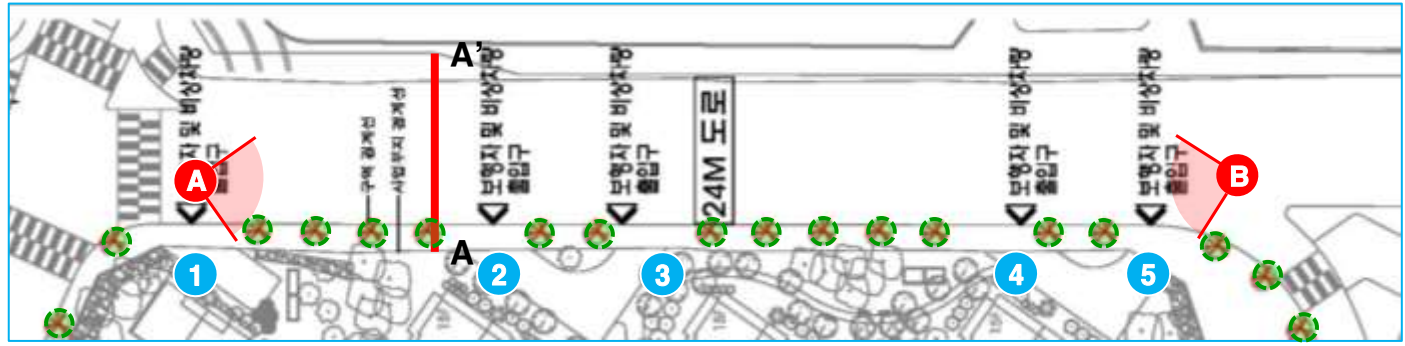 A'
보행자 및 비상차량
출입구
보행자 및 비상차량
출입구
보행자 및 비상차량
출입구
보행자 및 비상차량
출입구
보행자 및 비상차량
출입구
구역 경계선
사업부지 경계선
24M 도로
A
B
A
1
2
3
4
5
15F
15F
15F